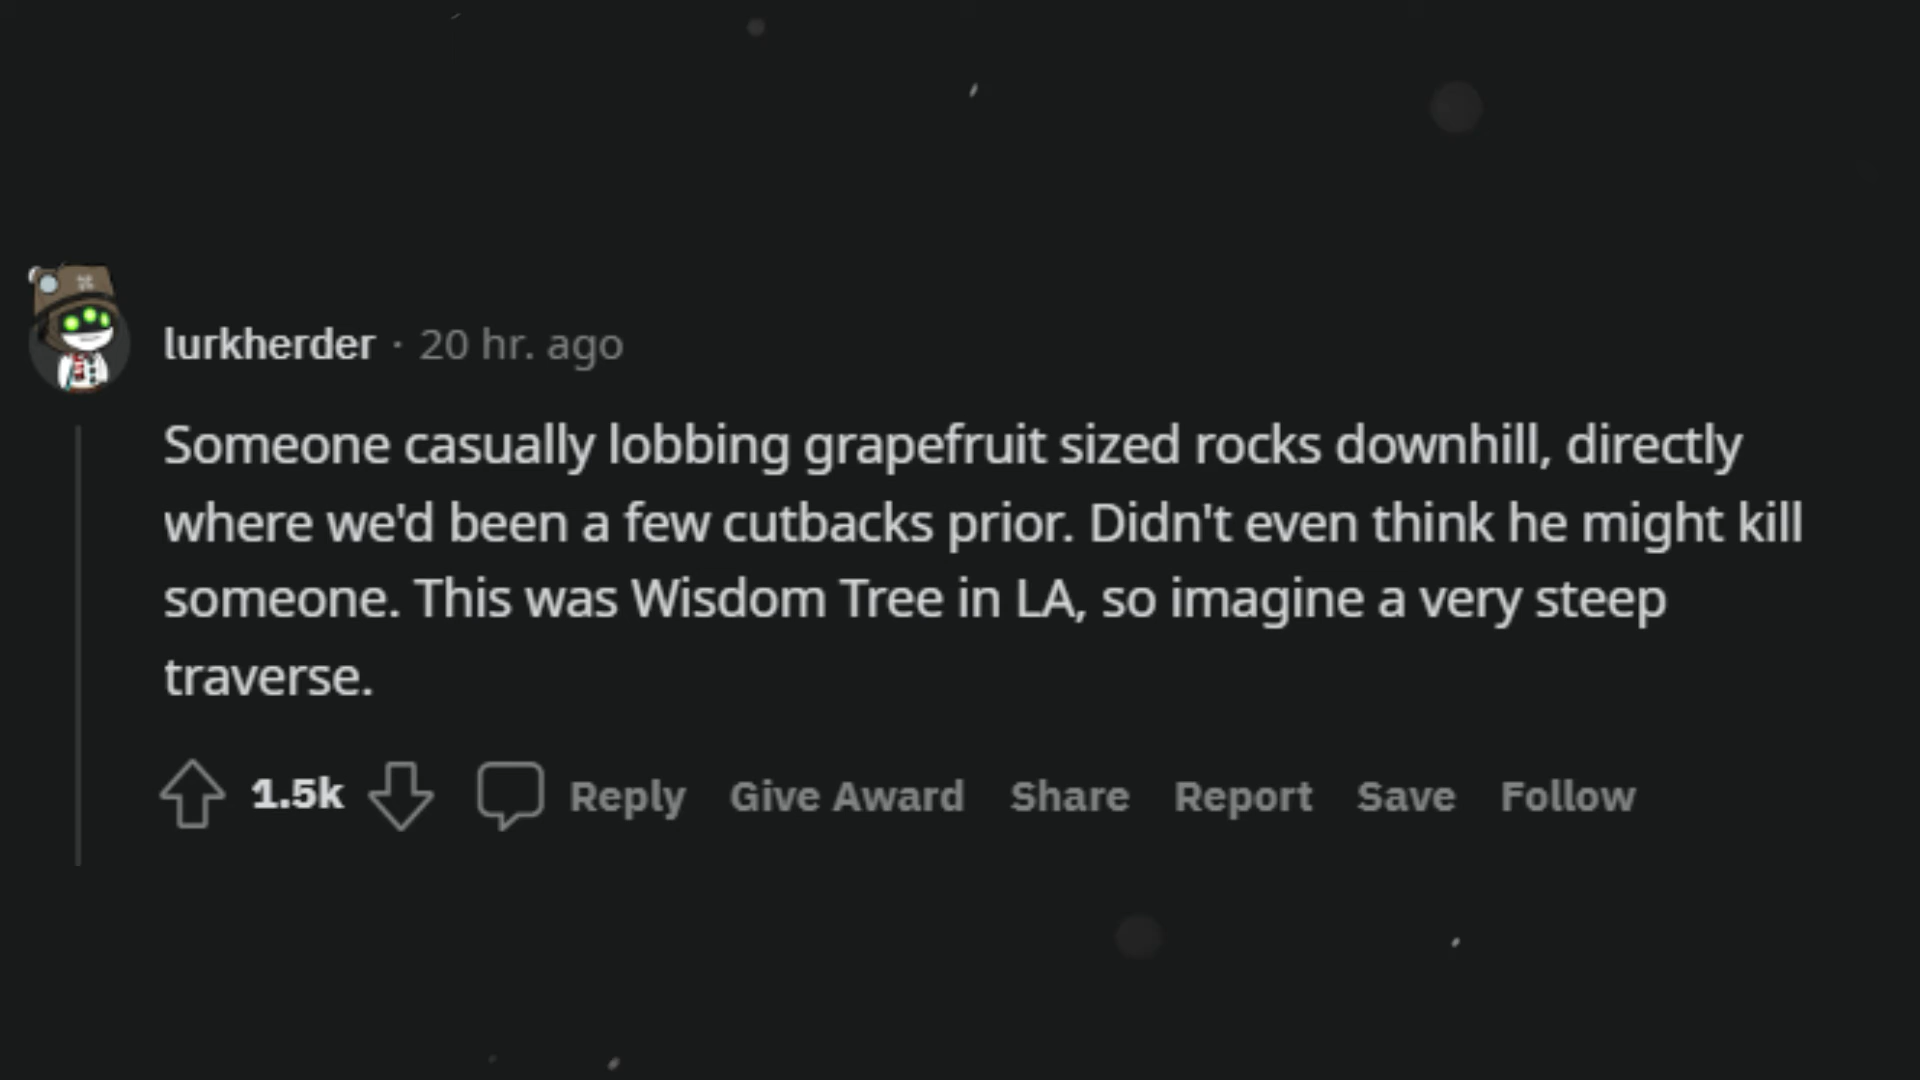 lurkherder · 20 hr. ago
Someone casually lobbing grapefruit sized rocks downhill, directly
where we'd been a few cutbacks prior. Didn't even think he might kill
someone. This was Wisdom Tree in LA, so imagine a very steep
traverse.
1.5k Reply Give Award Share Report Save Follow